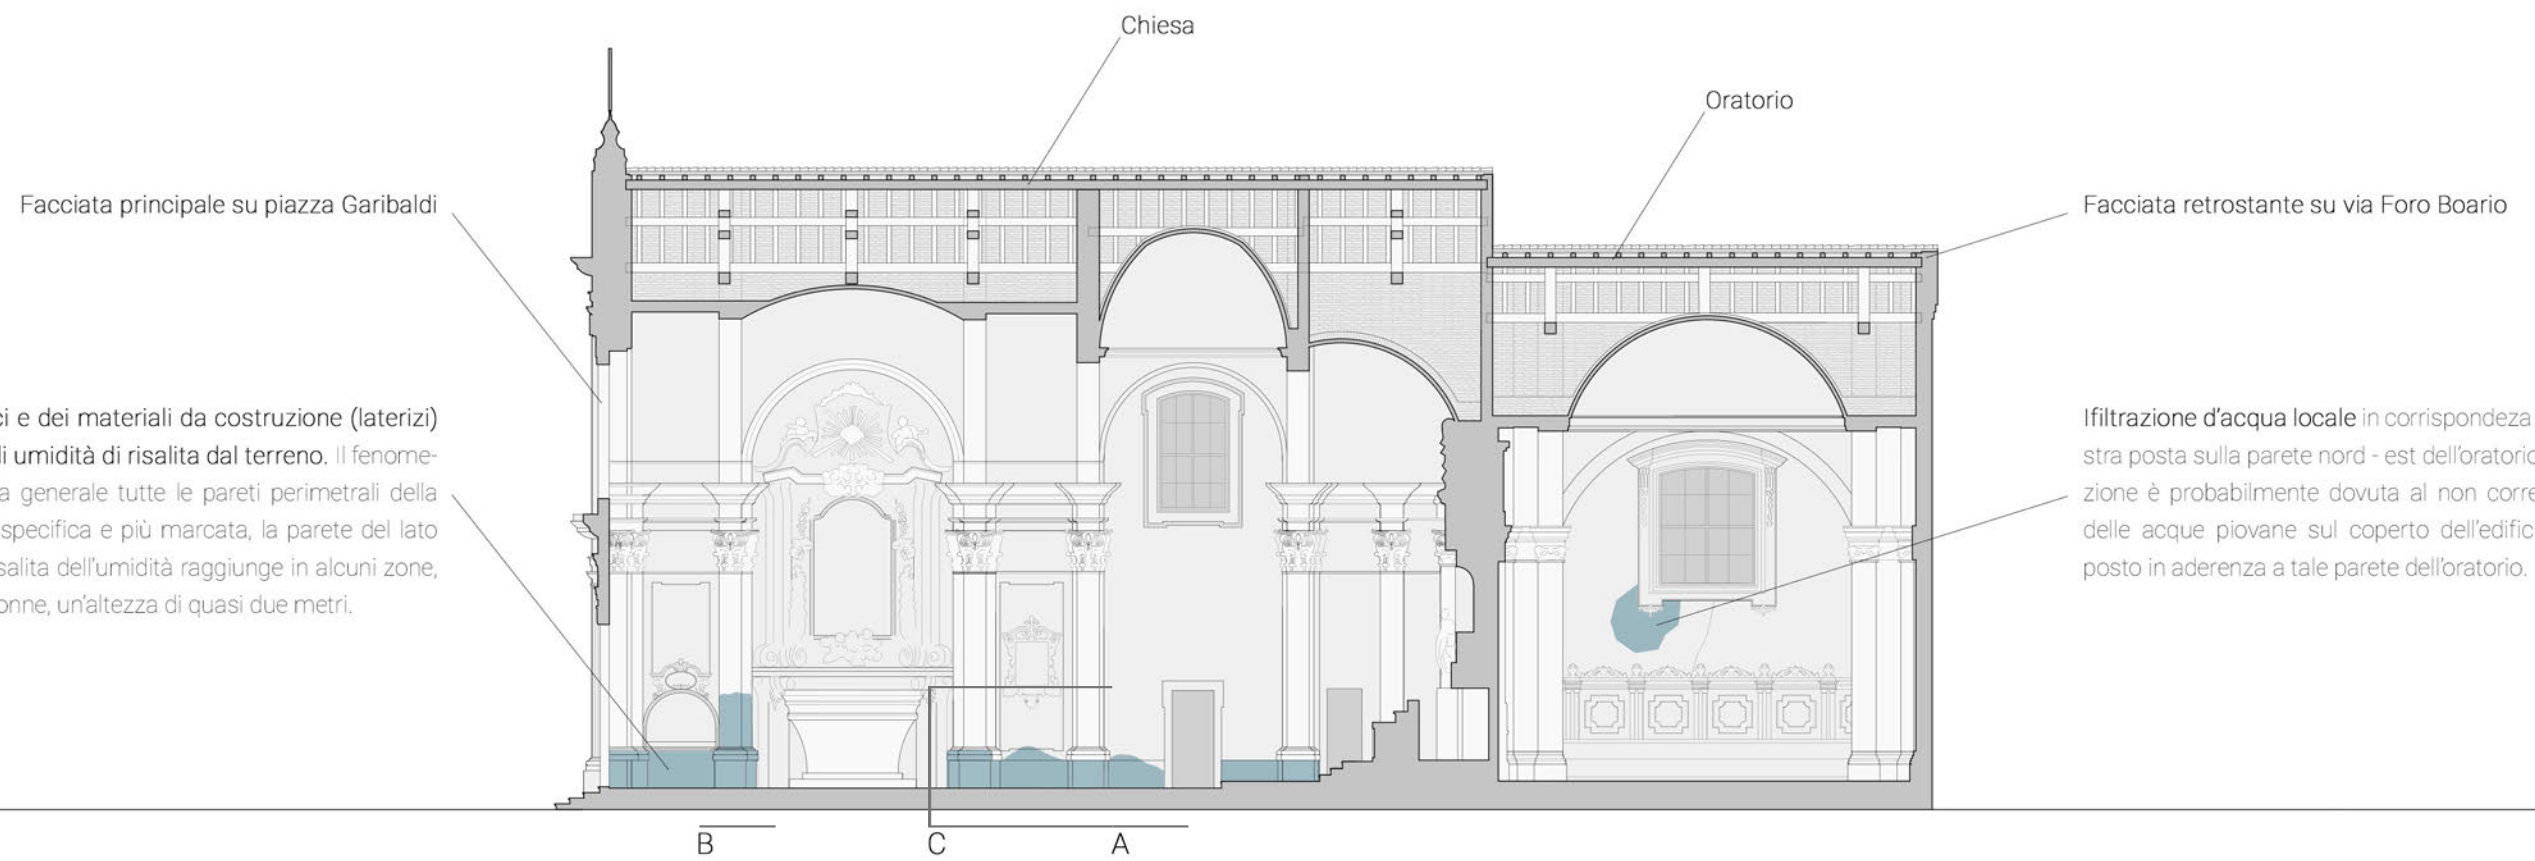 Chiesa
Oratorio
Facciata principale su piazza Garibaldi
Facciata retrostante su via Foro Boario
ci e dei materiali da costruzione (laterizi)
li umidità di risalita dal terreno. Il fenome-
a generale tutte le pareti perimetrali della
specifica e più marcata, la parete del lato
salita dell'umidità raggiunge in alcuni zone,
onne, un'altezza di quasi due metri.
Ifiltrazione d'acqua locale in corrispondeza
stra posta sulla parete nord - est dell'oratorio
zione è probabilmente dovuta al non corre
delle acque piovane sul coperto dell'edific
posto in aderenza a tale parete dell'oratorio.
B
C
A